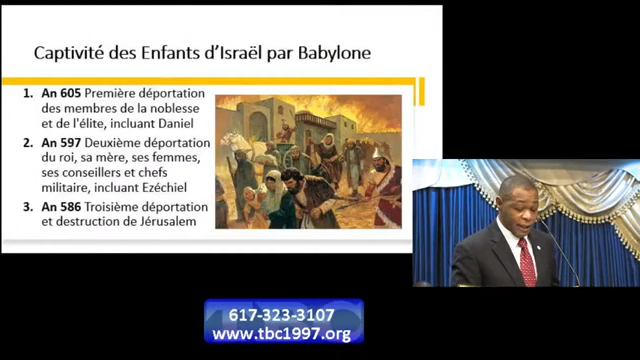 Captivité des Enfants d'Israël par Babylone
1. An 605 Première déportation
des membres de la noblesse
et de l'élite, incluant Daniel
2. An 597 Deuxième déportation
du roi, sa mère, ses femmes,
ses conseillers et chefs
militaire, incluant Ezéchiel
3. An 586 Troisième déportation
et destruction de Jérusalem
617-323-3107
www.tbc1997.org